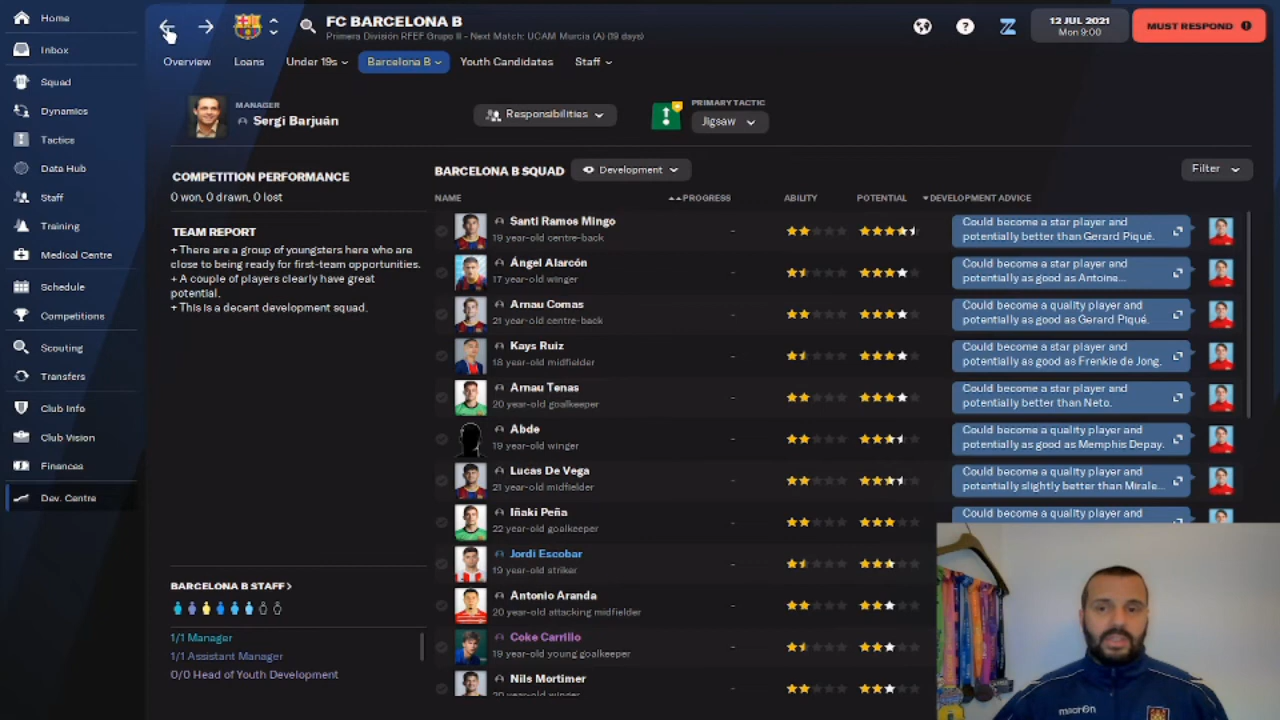 Home
FC BARCELONA B
Primera División RFEF Grupo II - Next Match: UCAM Murcia (A) (19 days)
12 JUL 2021
Mon 9:00
MUST RESPOND
Inbox
Squad
Dynamics
Tactics
Data Hub
Staff
Training
Medical Centre
Schedule
Competitions
Scouting
Transfers
Club Info
Club Vision
Finances
Dev. Centre
Overview
Loans
Under 19s
Barcelona B
Youth Candidates
Staff
MANAGER
Sergi Barjuán
Responsibilities
PRIMARY TACTIC
Jigsaw
COMPETITION PERFORMANCE
0 won, 0 drawn, 0 lost
TEAM REPORT
+ There are a group of youngsters here who are
close to being ready for first-team opportunities.
+ A couple of players clearly have great
potential.
+ This is a decent development squad.
BARCELONA B STAFF >
1/1 Manager
1/1 Assistant Manager
0/0 Head of Youth Development
BARCELONA B SQUAD
Development
Filter
NAME
PROGRESS
ABILITY
POTENTIAL
DEVELOPMENT ADVICE
Santi Ramos Mingo
19 year-old centre-back
-
Could become a star player and
potentially better than Gerard Piqué.
Ángel Alarcón
17 year-old winger
-
Could become a star player and
potentially as good as Antoine...
Arnau Comas
21 year-old centre-back
-
Could become a quality player and
potentially as good as Gerard Piqué.
Kays Ruiz
18 year-old midfielder
-
Could become a star player and
potentially as good as Frenkie de Jong.
Arnau Tenas
20 year-old goalkeeper
-
Could become a star player and
potentially better than Neto.
Abde
19 year-old winger
-
Could become a quality player and
potentially as good as Memphis Depay.
Lucas De Vega
21 year-old midfielder
-
Could become a quality player and
potentially slightly better than Mirale...
Iñaki Peña
22 year-old goalkeeper
-
Could become a quality player and
Jordi Escobar
19 year-old striker
-
Antonio Aranda
20 year-old attacking midfielder
-
Coke Carrillo
19 year-old young goalkeeper
-
Nils Mortimer
20 year-old winger
-
macron